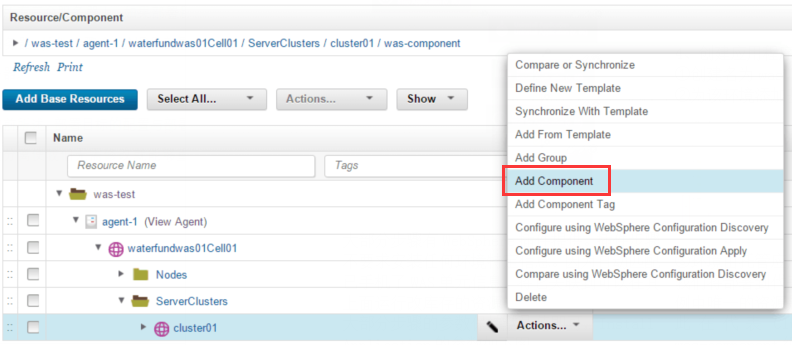 Resource/Component
/ was-test / agent-1 / waterfundwas01Cell01 / ServerClusters / cluster01 / was-component
Refresh Print
Add Base Resources Select All... Actions... Show
Name
Resource Name Tags
was-test
agent-1 (View Agent)
waterfundwas01Cell01
Nodes
ServerClusters
cluster01 Actions...
Compare or Synchronize
Define New Template
Synchronize With Template
Add From Template
Add Group
Add Component
Add Component Tag
Configure using WebSphere Configuration Discovery
Configure using WebSphere Configuration Apply
Compare using WebSphere Configuration Discovery
Delete